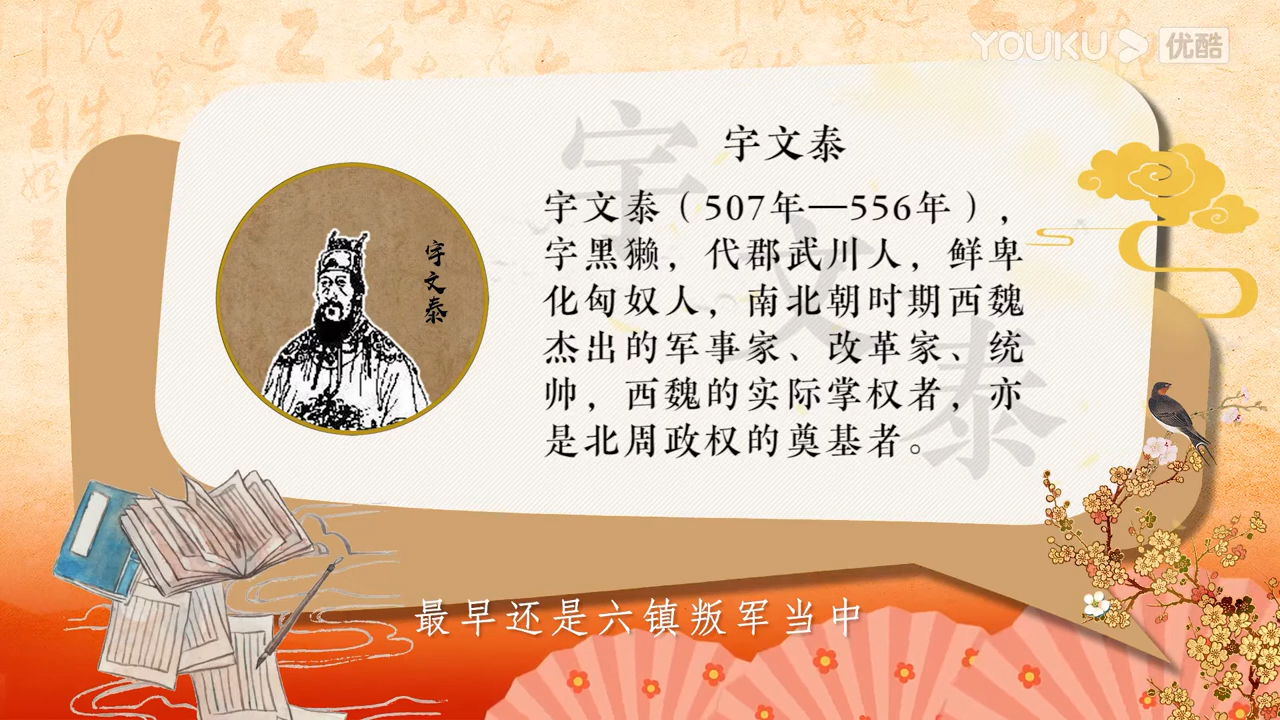 YOUKU 优酷
宇文泰
宇文泰（507年—556年），
字黑獭，代郡武川人，鲜卑
化匈奴人，南北朝时期西魏
杰出的军事家、改革家、统
帅，西魏的实际掌权者，亦
是北周政权的奠基者。
宇文泰
宇文泰
最早还是六镇叛军当中